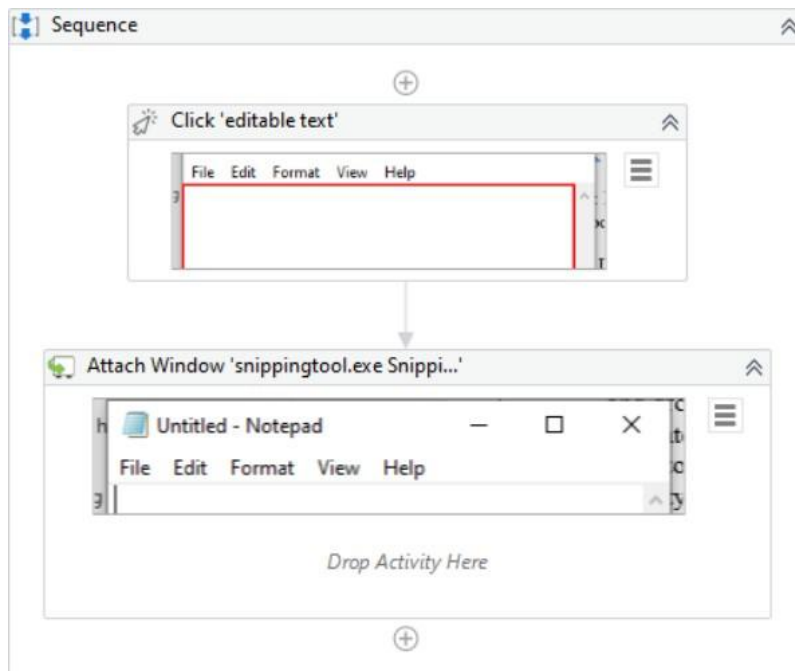 Sequence
Click 'editable text'
File Edit Format View Help
Attach Window 'snippingtool.exe Snippi...'
Untitled - Notepad
File Edit Format View Help
Drop Activity Here